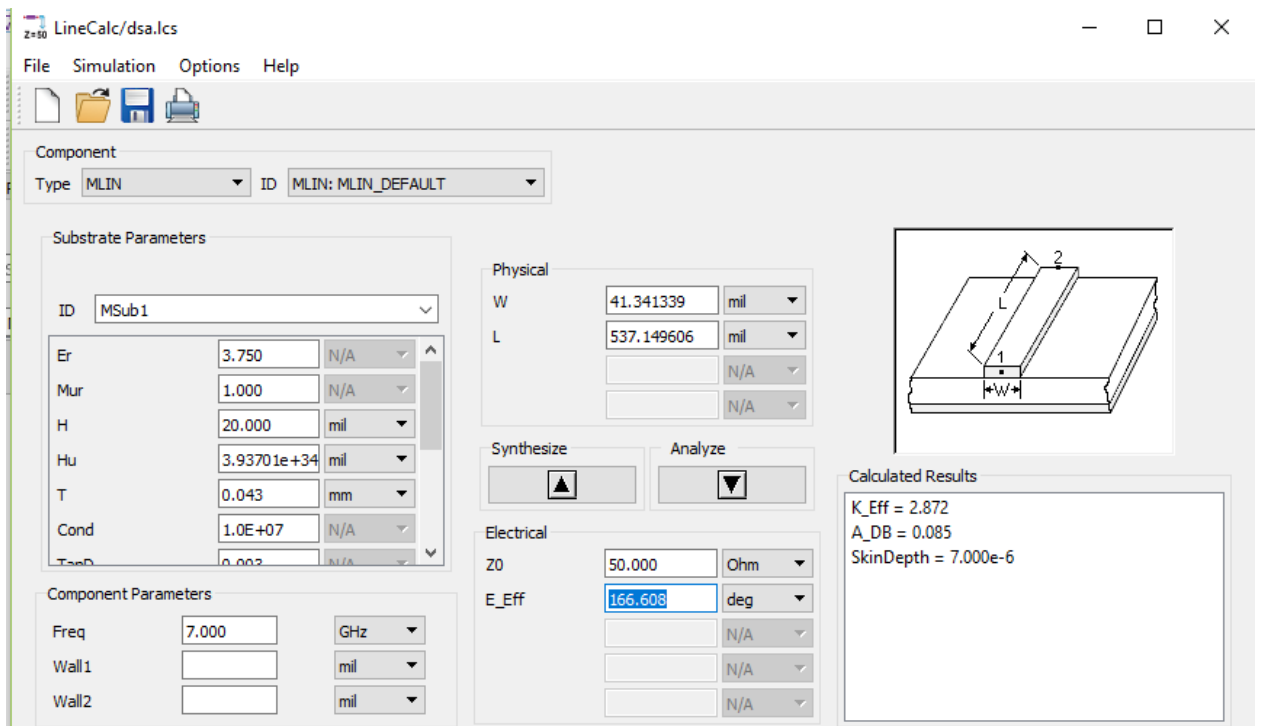 Z=50 LineCalc/dsa.lcs
File Simulation Options Help
Component
Type MLIN ID MLIN: MLIN_DEFAULT
Substrate Parameters
ID MSub1
Er 3.750 N/A
Mur 1.000 N/A
H 20.000 mil
Hu 3.93701e+34 mil
T 0.043 mm
Cond 1.0E+07 N/A
TanD 0.003 N/A
Component Parameters
Freq 7.000 GHz
Wall1 mil
Wall2 mil
Physical
W 41.341339 mil
L 537.149606 mil
N/A
N/A
Synthesize Analyze
Electrical
Z0 50.000 Ohm
E_Eff 166.608 deg
N/A
N/A
N/A
2
L
1
W
Calculated Results
K_Eff = 2.872
A_DB = 0.085
SkinDepth = 7.000e-6